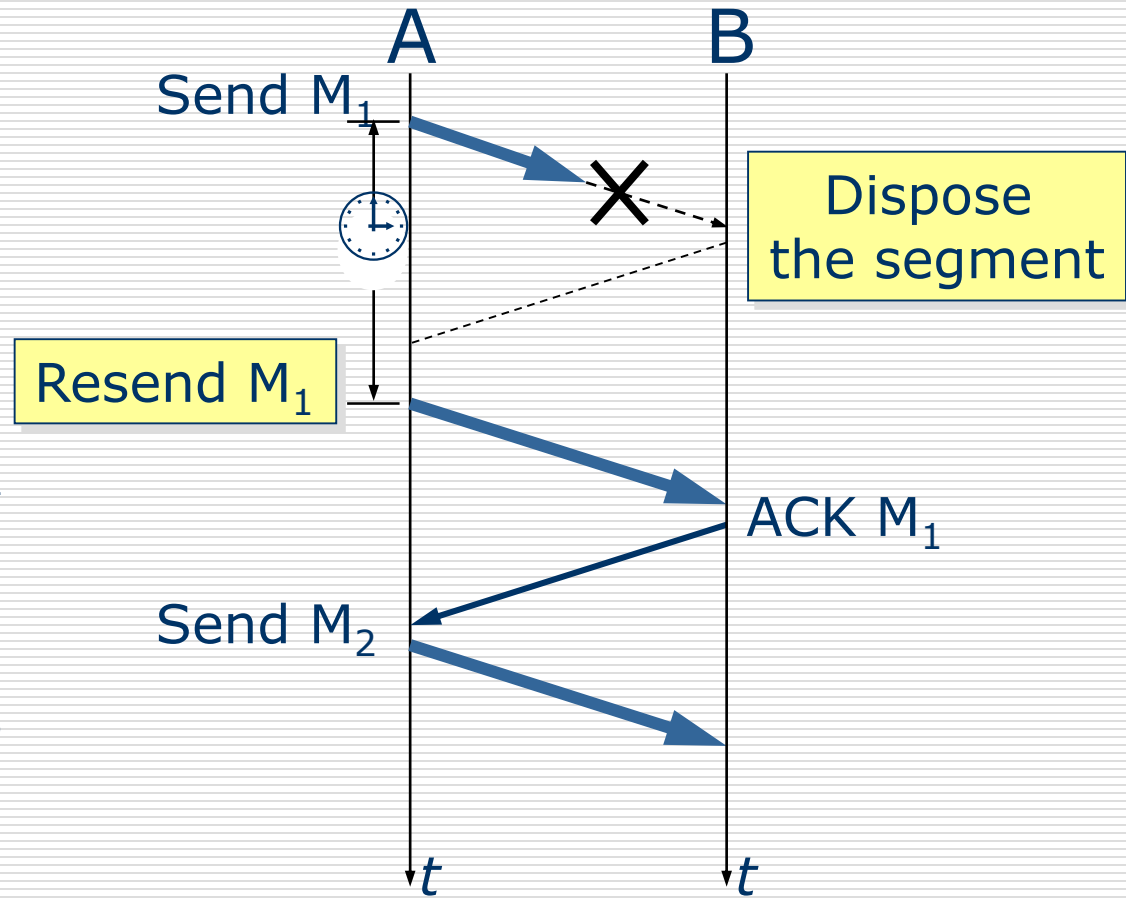 A
B
Send M₁
Dispose
the segment
Resend M₁
ACK M₁
Send M₂
t
t